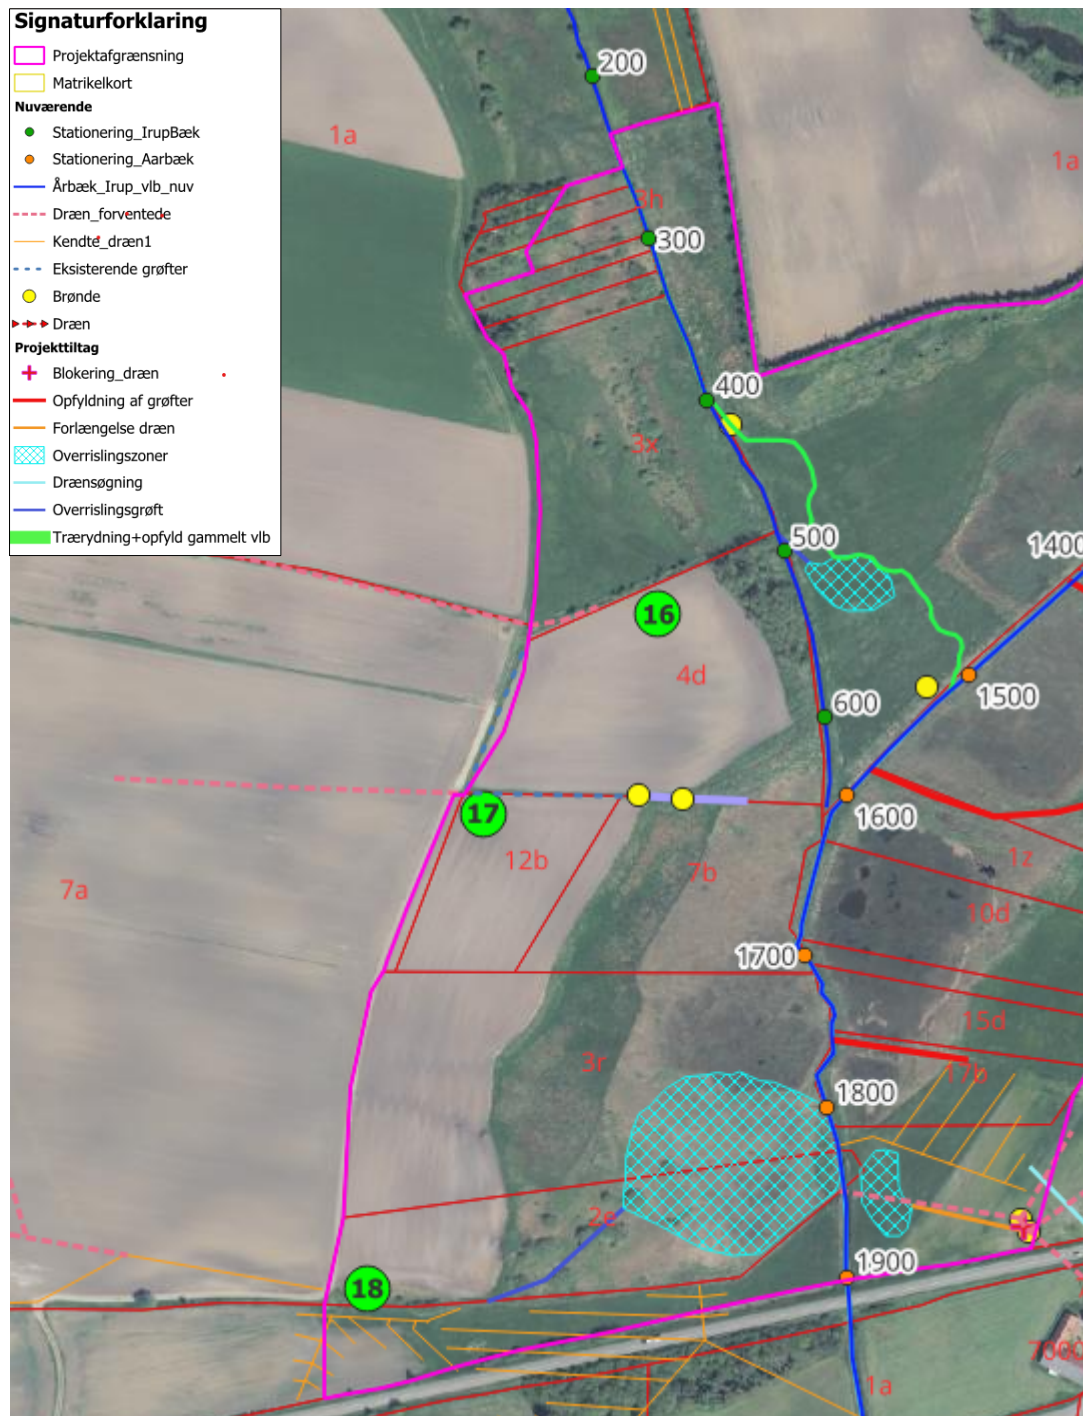 Signaturforklaring
Projektafgrænsning
Matrikelkort
Nuværende
Stationering_IrupBæk
Stationering_Aarbæk
Årbæk_Irup_vlb_nuv
Dræn_forventede
Kendte_dræn1
Eksisterende grøfter
Brønde
Dræn
Projekttiltag
Blokering_dræn
Opfyldning af grøfter
Forlængelse dræn
Overrislingszoner
Drænsøgning
Overrislingsgrøft
Trærydning+opfyld gammelt vlb
200
1a
1a
3h
300
400
3x
500
1400
16
4d
1500
600
17
1600
12b
7b
1z
7a
10d
1700
15d
3r
17b
1800
2e
1900
18
7000
1a